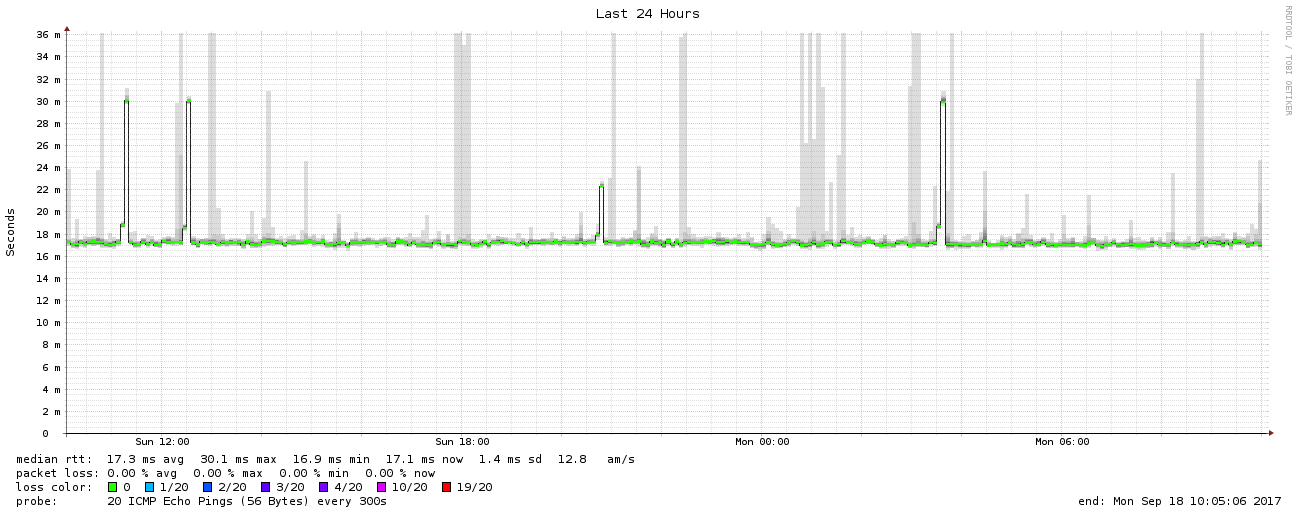 Last 24 Hours
RRDTOOL / TOBI OETIKER
Seconds
36 m
34 m
32 m
30 m
28 m
26 m
24 m
22 m
20 m
18 m
16 m
14 m
12 m
10 m
8 m
6 m
4 m
2 m
0
Sun 12:00 Sun 18:00 Mon 00:00 Mon 06:00
median rtt: 17.3 ms avg 30.1 ms max 16.9 ms min 17.1 ms now 1.4 ms sd 12.8 am/s
packet loss: 0.00 % avg 0.00 % max 0.00 % min 0.00 % now
loss color: 0 1/20 2/20 3/20 4/20 10/20 19/20
probe: 20 ICMP Echo Pings (56 Bytes) every 300s end: Mon Sep 18 10:05:06 2017